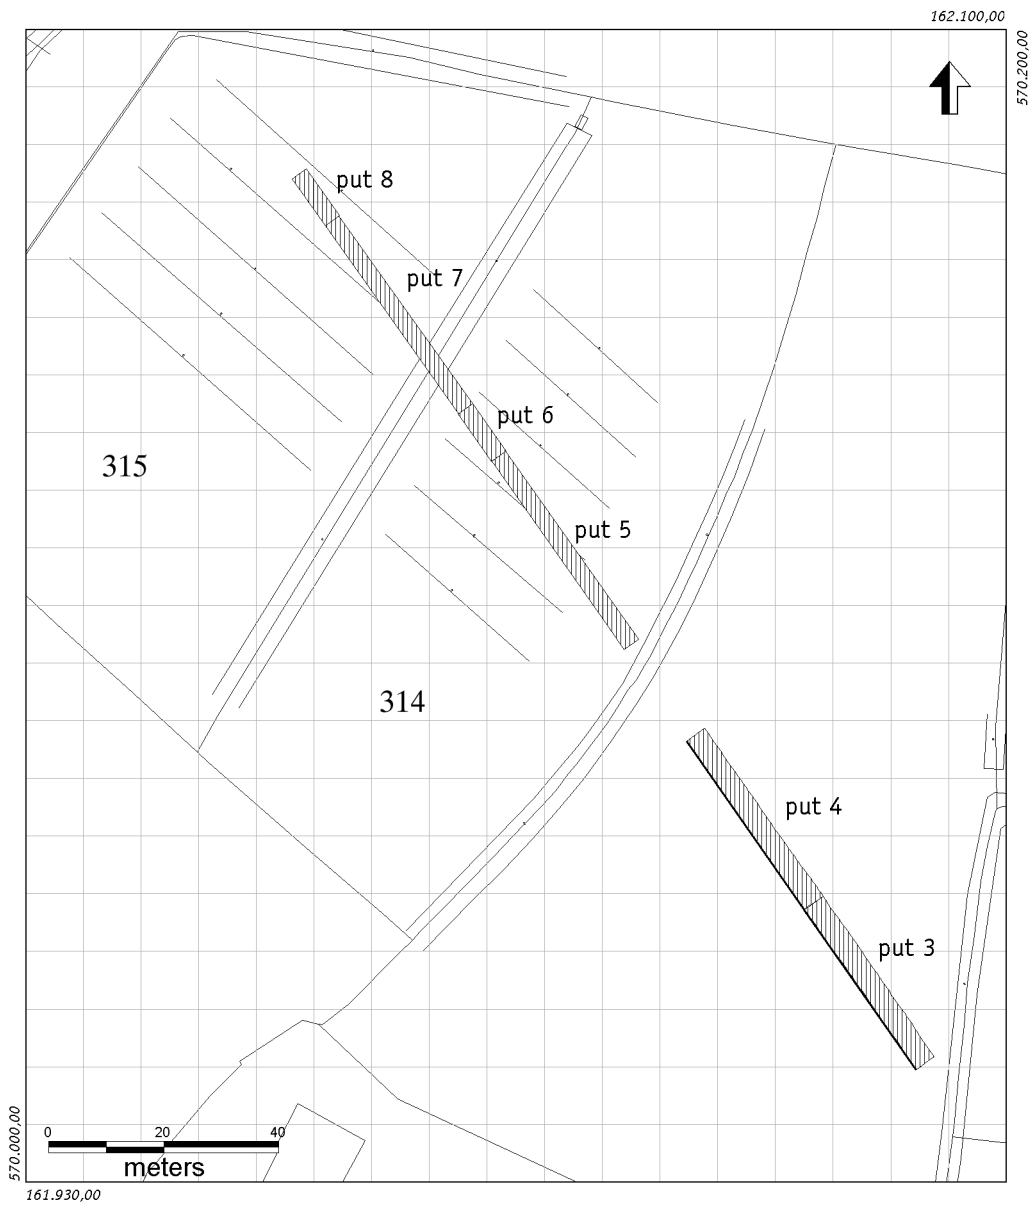 162.100,00
570.200,00
put 8
put 7
put 6
315
put 5
314
put 4
put 3
570.000,00
0 20 40
meters
161.930,00